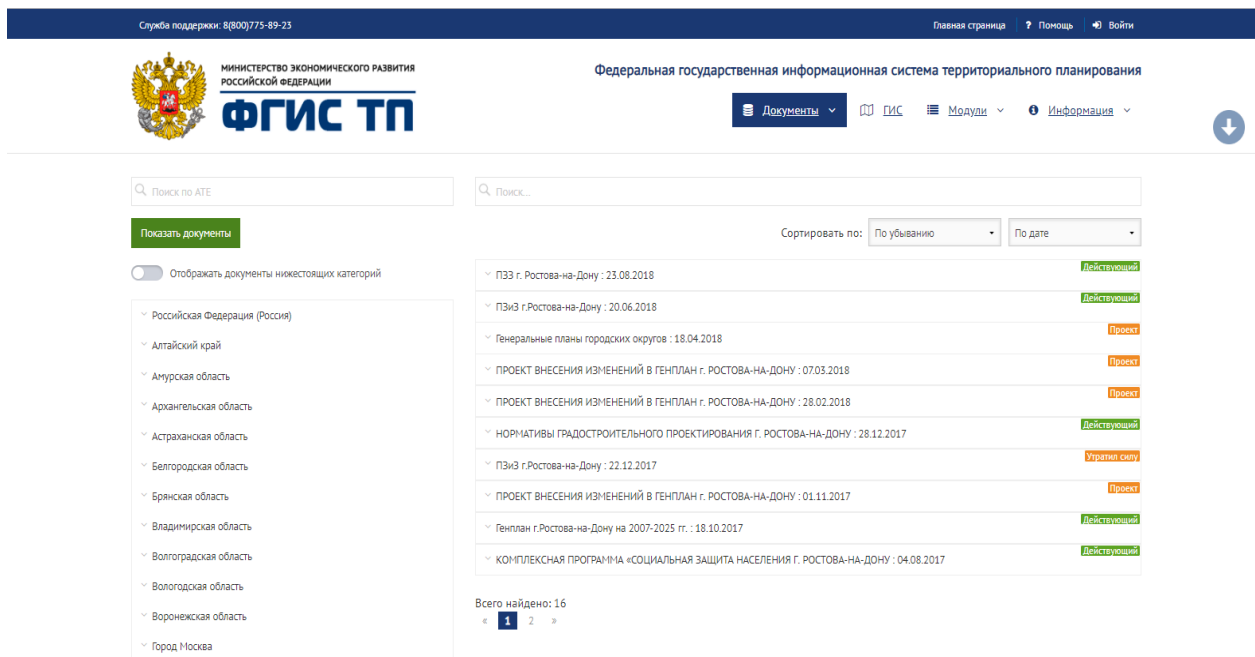 Служба поддержки: 8(800)775-89-23
Главная страница ? Помощь Войти
МИНИСТЕРСТВО ЭКОНОМИЧЕСКОГО РАЗВИТИЯ
РОССИЙСКОЙ ФЕДЕРАЦИИ
ФГИС ТП
Федеральная государственная информационная система территориального планирования
Документы ГИС Модули Информация
Поиск по АТЕ
Поиск...
Показать документы
Сортировать по: По убыванию По дате
Отображать документы нижестоящих категорий
Российская Федерация (Россия)
Алтайский край
Амурская область
Архангельская область
Астраханская область
Белгородская область
Брянская область
Владимирская область
Волгоградская область
Вологодская область
Воронежская область
Город Москва
ПЗЗ г. Ростова-на-Дону : 23.08.2018 Действующий
ПЗиЗ г.Ростова-на-Дону : 20.06.2018 Действующий
Генеральные планы городских округов : 18.04.2018 Проект
ПРОЕКТ ВНЕСЕНИЯ ИЗМЕНЕНИЙ В ГЕНПЛАН г. РОСТОВА-НА-ДОНУ : 07.03.2018 Проект
ПРОЕКТ ВНЕСЕНИЯ ИЗМЕНЕНИЙ В ГЕНПЛАН г. РОСТОВА-НА-ДОНУ : 28.02.2018 Проект
НОРМАТИВЫ ГРАДОСТРОИТЕЛЬНОГО ПРОЕКТИРОВАНИЯ Г. РОСТОВА-НА-ДОНУ : 28.12.2017 Действующий
ПЗиЗ г.Ростова-на-Дону : 22.12.2017 Утратил силу
ПРОЕКТ ВНЕСЕНИЯ ИЗМЕНЕНИЙ В ГЕНПЛАН г. РОСТОВА-НА-ДОНУ : 01.11.2017 Проект
Генплан г.Ростова-на-Дону на 2007-2025 гг. : 18.10.2017 Действующий
КОМПЛЕКСНАЯ ПРОГРАММА «СОЦИАЛЬНАЯ ЗАЩИТА НАСЕЛЕНИЯ Г. РОСТОВА-НА-ДОНУ : 04.08.2017 Действующий
Всего найдено: 16
« 1 2 »